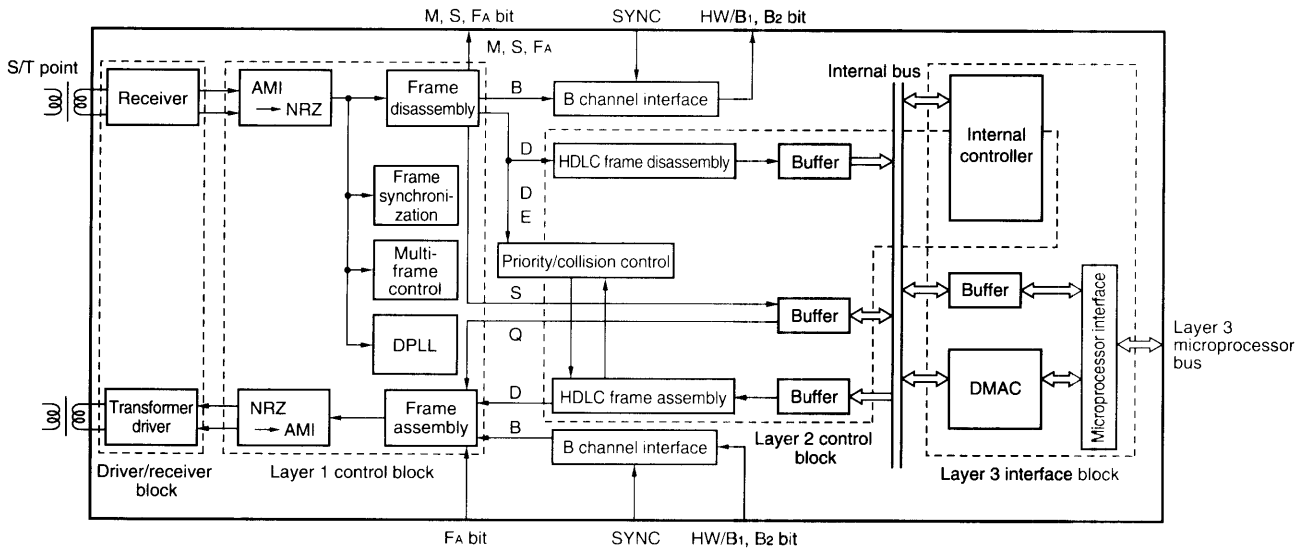 M, S, FA bit
SYNC
HW/B1, B2 bit
M, S, FA
S/T point
Receiver
AMI
→ NRZ
Frame
disassembly
B
B channel interface
Internal bus
Internal
controller
D
HDLC frame disassembly
Buffer
Frame
synchroni-
zation
D
E
Multi-
frame
control
Priority/collision control
S
Buffer
Buffer
Microprocessor interface
Layer 3
microprocessor
bus
DPLL
Q
Transformer
driver
NRZ
→ AMI
Frame
assembly
D
HDLC frame assembly
Buffer
DMAC
B
B channel interface
Layer 2 control
block
Driver/receiver
block
Layer 1 control block
Layer 3 interface block
FA bit
SYNC
HW/B1, B2 bit